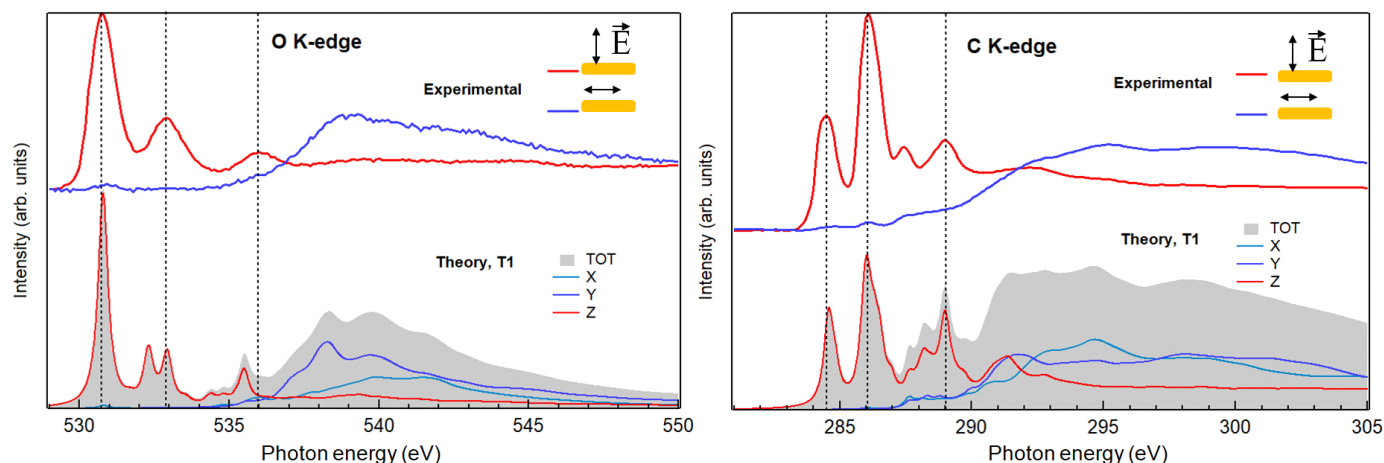 O K-edge
E
Experimental
Intensity (arb. units)
Theory, T1
TOT
X
Y
Z
530
535
540
545
550
Photon energy (eV)
C K-edge
E
Experimental
Intensity (arb. units)
Theory, T1
TOT
X
Y
Z
285
290
295
300
305
Photon energy (eV)